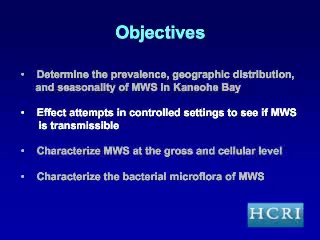 Objectives
• Determine the prevalence, geographic distribution,
and seasonality of MWS in Kaneohe Bay
• Effect attempts in controlled settings to see if MWS
is transmissible
• Characterize MWS at the gross and cellular level
• Characterize the bacterial microflora of MWS
HCRI